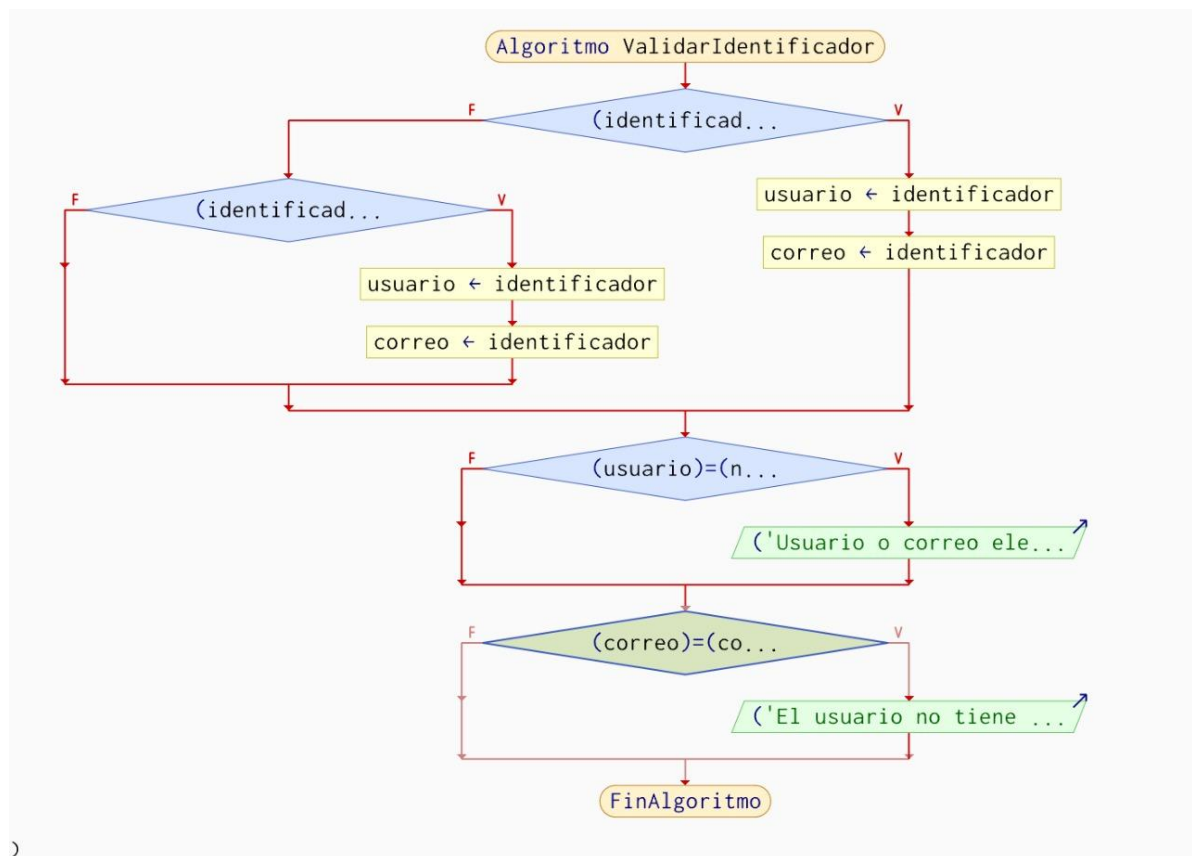 Algoritmo ValidarIdentificador
F
V
(identificad...
F
V
(identificad...
usuario ← identificador
correo ← identificador
usuario ← identificador
correo ← identificador
F
V
(usuario)=(n...
('Usuario o correo ele...
F
V
(correo)=(co...
('El usuario no tiene ...
FinAlgoritmo
)